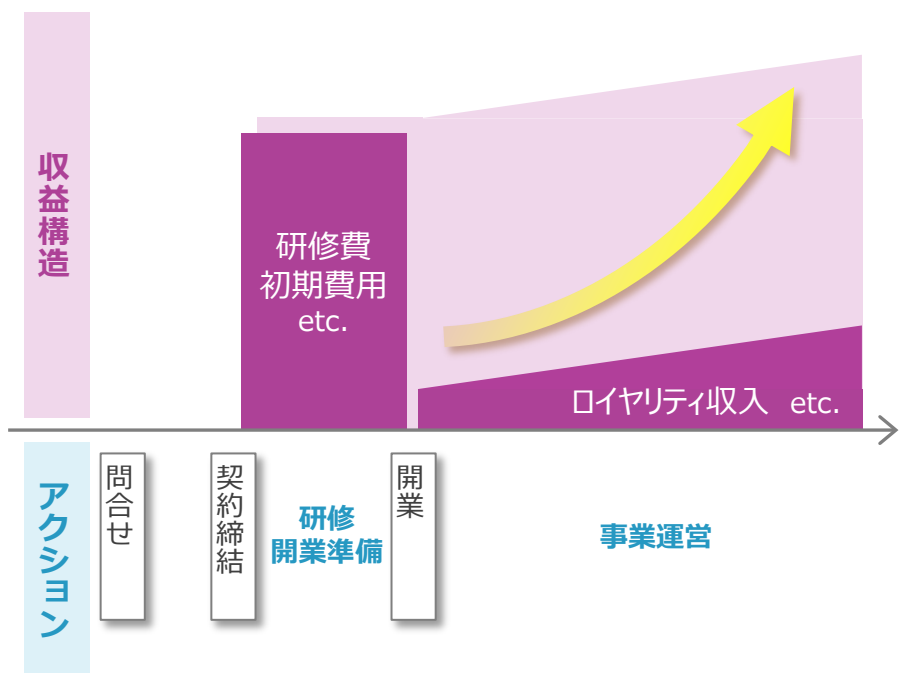 収益構造
研修費
初期費用
etc.
ロイヤリティ収入 etc.
アクション
問合せ
契約締結
研修
開業準備
開業
事業運営